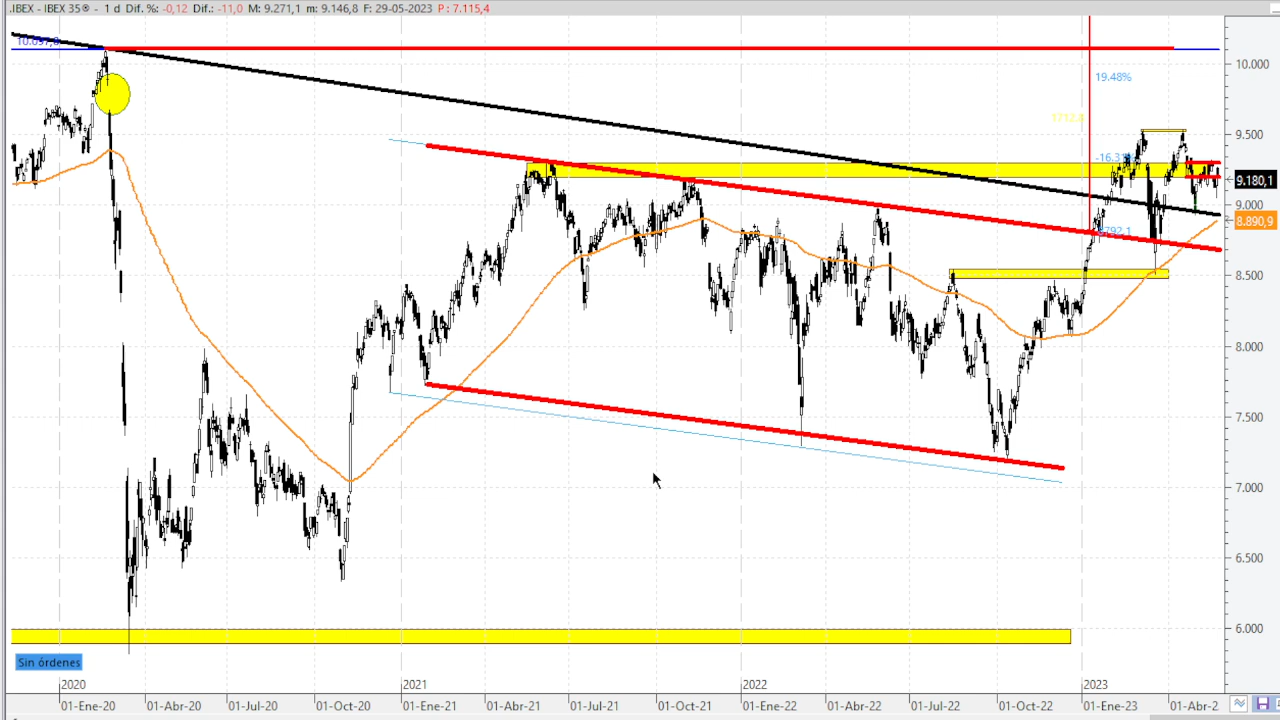 .IBEX - IBEX 35® - 1 d Dif. %: -0,12 Dif.: -11,0 M: 9.271,1 m: 9.146,8 F: 29-05-2023 P : 7.115,4
10.000
19.48%
9.500
9.180,1
9.000
8.890,9
8.500
8.000
7.500
7.000
6.500
6.000
Sin órdenes
2020
2021
2022
2023
01-Ene-20
01-Abr-20
01-Jul-20
01-Oct-20
01-Ene-21
01-Abr-21
01-Jul-21
01-Oct-21
01-Ene-22
01-Abr-22
01-Jul-22
01-Oct-22
01-Ene-23
01-Abr-2